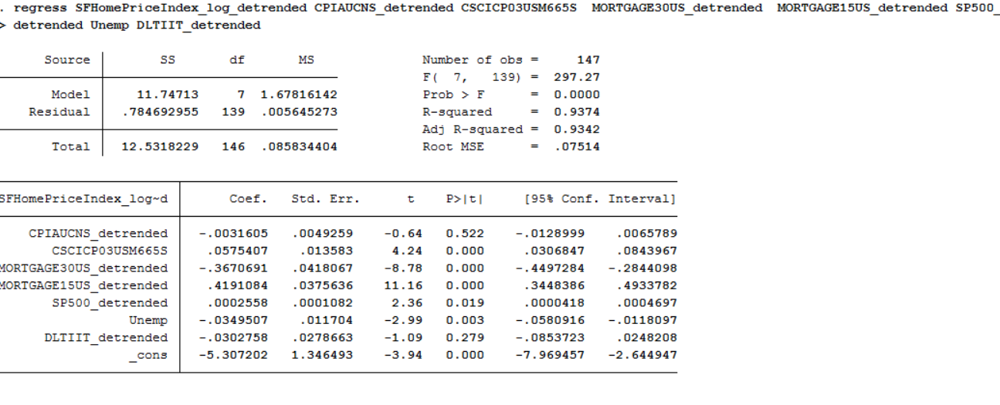 . regress SFHomePriceIndex_log_detrended CPIAUCNS_detrended CSCICP03USM665S  MORTGAGE30US_detrended  MORTGAGE15US_detrended SP500_
> detrended Unemp DLTIIT_detrended
Source | SS df MS Number of obs = 147
F( 7, 139) = 297.27
Model | 11.74713 7 1.67816142 Prob > F = 0.0000
Residual | .784692955 139 .005645273 R-squared = 0.9374
Adj R-squared = 0.9342
Total | 12.5318229 146 .085834404 Root MSE = .07514
SFHomePriceIndex_log~d | Coef. Std. Err. t P>|t| [95% Conf. Interval]
CPIAUCNS_detrended | -.0031605 .0049259 -0.64 0.522 -.0128999 .0065789
CSCICP03USM665S | .0575407 .013583 4.24 0.000 .0306847 .0843967
MORTGAGE30US_detrended | -.3670691 .0418067 -8.78 0.000 -.4497284 -.2844098
MORTGAGE15US_detrended | .4191084 .0375636 11.16 0.000 .3448386 .4933782
SP500_detrended | .0002558 .0001082 2.36 0.019 .0000418 .0004697
Unemp | -.0349507 .011704 -2.99 0.003 -.0580916 -.0118097
DLTIIT_detrended | -.0302758 .0278663 -1.09 0.279 -.0853723 .0248208
_cons | -5.307202 1.346493 -3.94 0.000 -7.969457 -2.644947